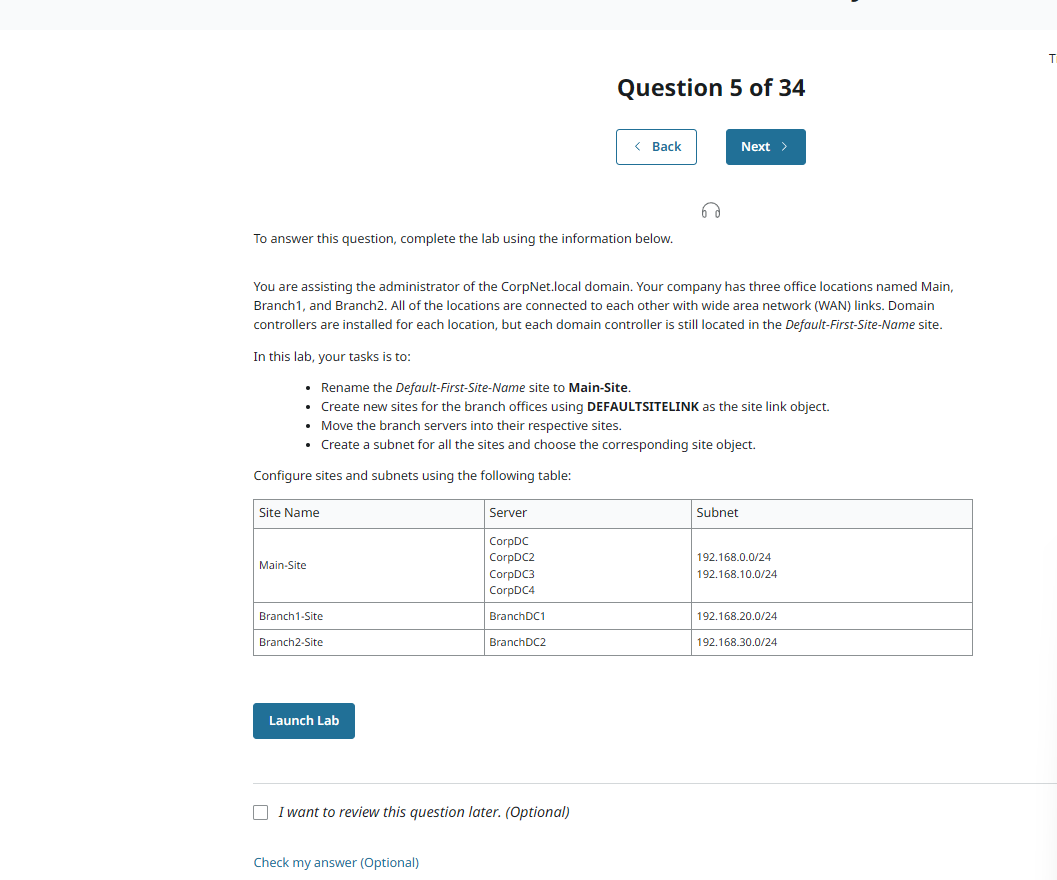 Question 5 of 34
Back
Next
To answer this question, complete the lab using the information below.
You are assisting the administrator of the CorpNet.local domain. Your company has three office locations named Main,
Branch1, and Branch2. All of the locations are connected to each other with wide area network (WAN) links. Domain
controllers are installed for each location, but each domain controller is still located in the Default-First-Site-Name site.
In this lab, your tasks is to:
• Rename the Default-First-Site-Name site to Main-Site.
• Create new sites for the branch offices using DEFAULTSITELINK as the site link object.
• Move the branch servers into their respective sites.
• Create a subnet for all the sites and choose the corresponding site object.
Configure sites and subnets using the following table:
Site Name Server Subnet
Main-Site
CorpDC
CorpDC2
CorpDC3
CorpDC4
192.168.0.0/24
192.168.10.0/24
Branch1-Site BranchDC1 192.168.20.0/24
Branch2-Site BranchDC2 192.168.30.0/24
Launch Lab
I want to review this question later. (Optional)
Check my answer (Optional)